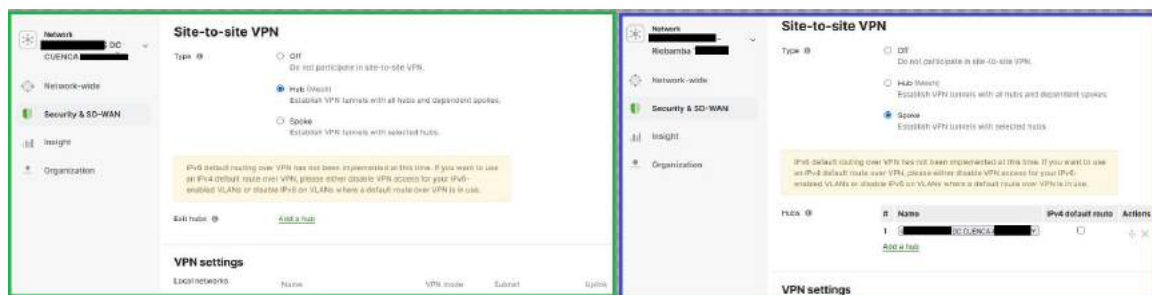 Network
DC
CUENCA
Network-wide
Security & SD-WAN
Insight
Organization
Site-to-site VPN
Type
Off
Do not participate in site-to-site VPN.
Hub (Mesh)
Establish VPN tunnels with all hubs and dependent spokes.
Spoke
Establish VPN tunnels with selected hubs.
IPv6 default routing over VPN has not been implemented at this time. If you want to use
an IPv4 default route over VPN, please either disable VPN access for your IPv6-
enabled VLANs or disable IPv6 on VLANs where a default route over VPN is in use.
Exit hubs
Add a hub
VPN settings
Local networks
Name VPN mode Subnet Uplink
Network
Riobamba
Network-wide
Security & SD-WAN
Insight
Organization
Site-to-site VPN
Type
Off
Do not participate in site-to-site VPN.
Hub (Mesh)
Establish VPN tunnels with all hubs and dependent spokes.
Spoke
Establish VPN tunnels with selected hubs.
IPv6 default routing over VPN has not been implemented at this time. If you want to use
an IPv4 default route over VPN, please either disable VPN access for your IPv6-
enabled VLANs or disable IPv6 on VLANs where a default route over VPN is in use.
Hubs
# Name IPv4 default route Actions
1 DC CUENCA
Add a hub
VPN settings